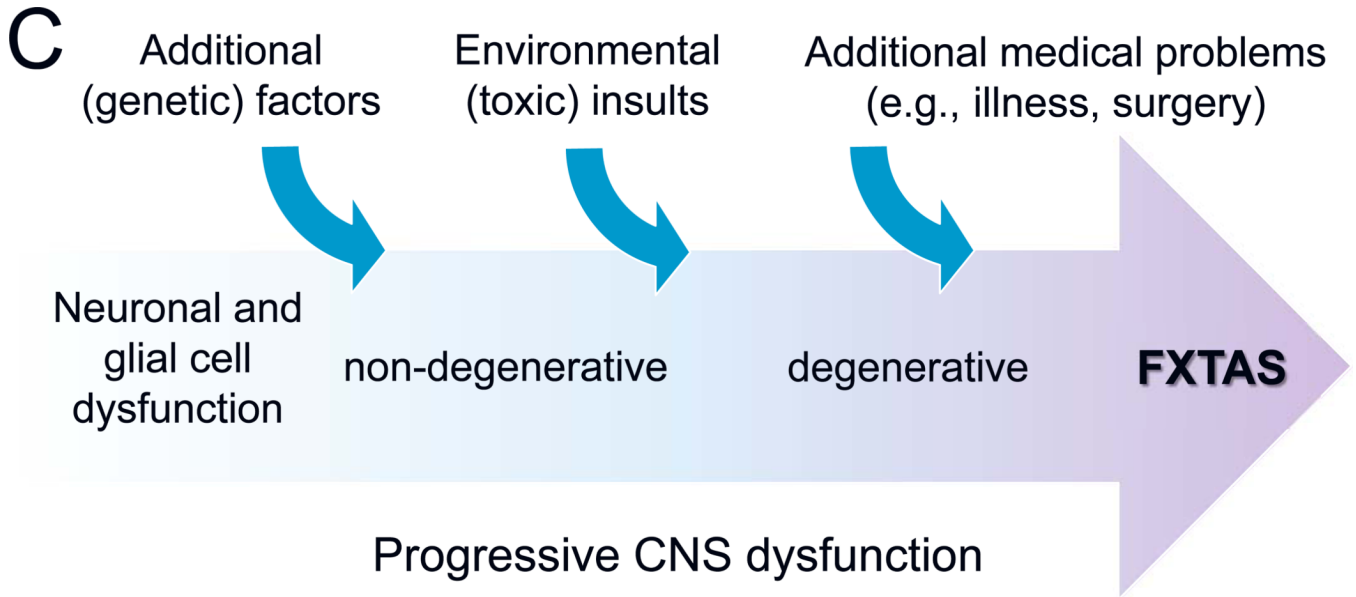 C
Additional
(genetic) factors
Environmental
(toxic) insults
Additional medical problems
(e.g., illness, surgery)
Neuronal and
glial cell
dysfunction
non-degenerative
degenerative
FXTAS
Progressive CNS dysfunction